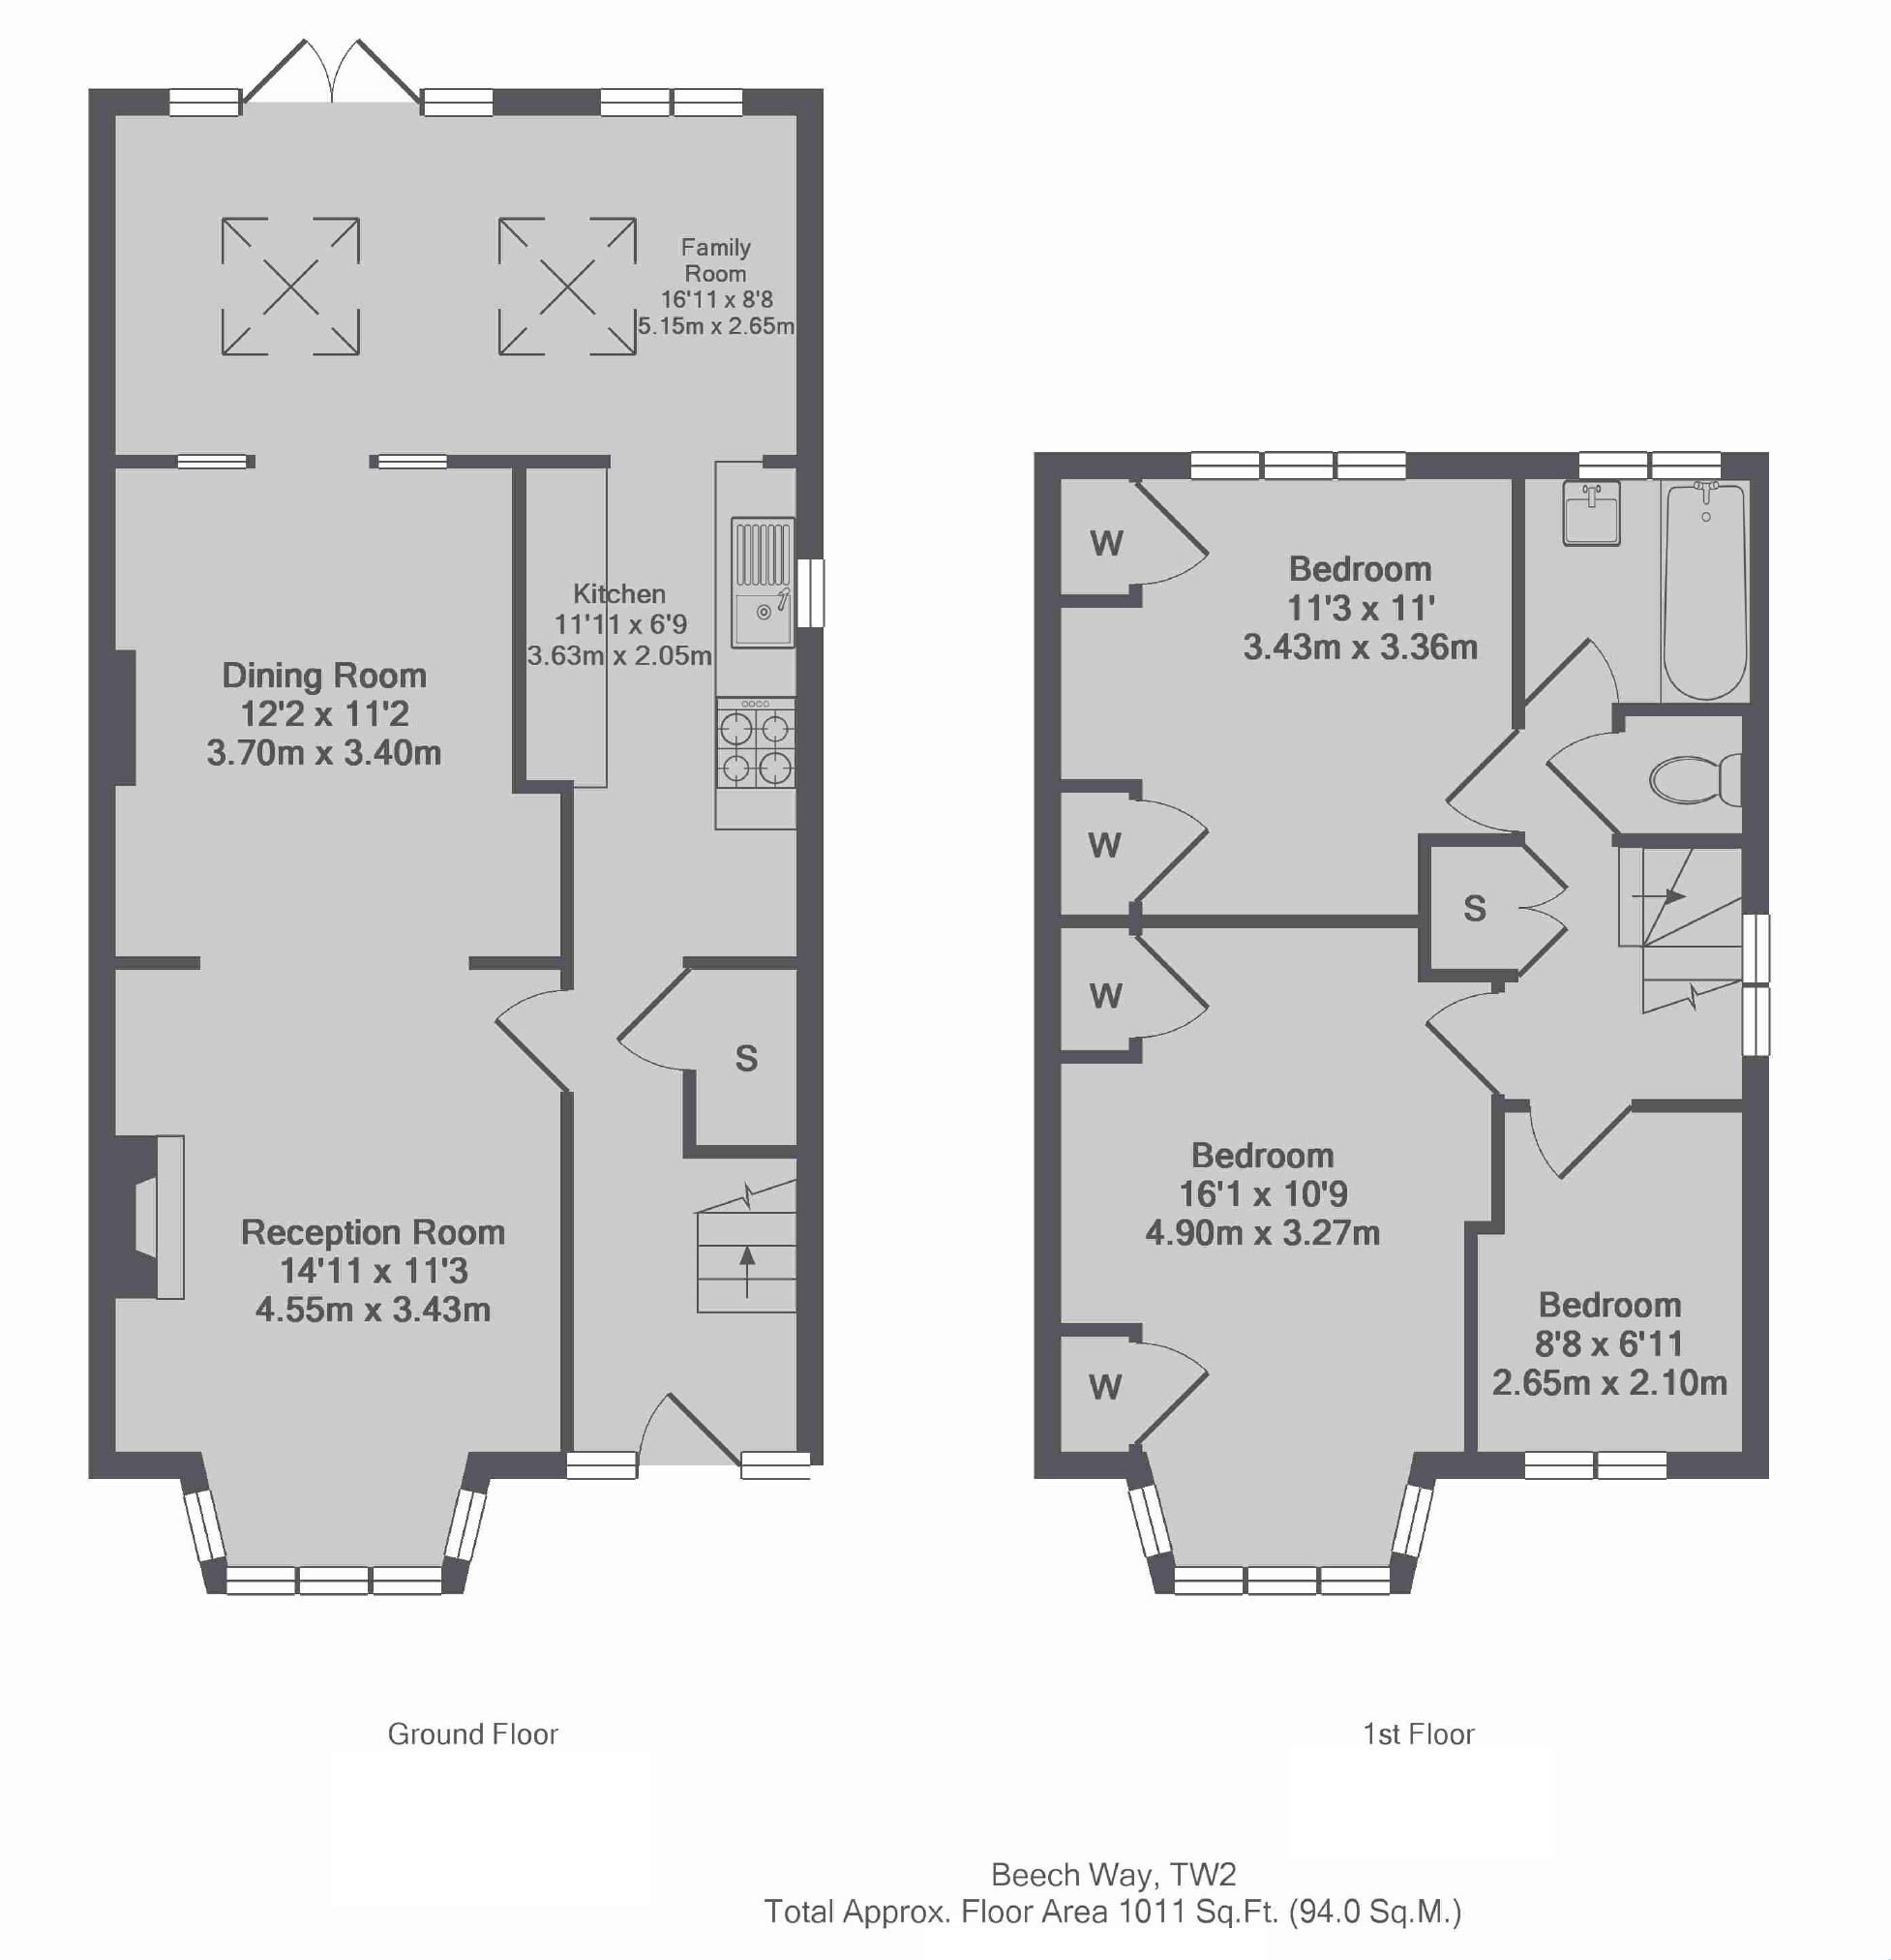 Family
Room
16'11 x 8'8
5.15m x 2.65m
Kitchen
11'11 x 6'9
3.63m x 2.05m
Dining Room
12'2 x 11'2
3.70m x 3.40m
S
Reception Room
14'11 x 11'3
4.55m x 3.43m
Ground Floor
W
Bedroom
11'3 x 11'
3.43m x 3.36m
W
S
W
Bedroom
16'1 x 10'9
4.90m x 3.27m
Bedroom
8'8 x 6'11
2.65m x 2.10m
W
1st Floor
Beech Way, TW2
Total Approx. Floor Area 1011 Sq.Ft. (94.0 Sq.M.)